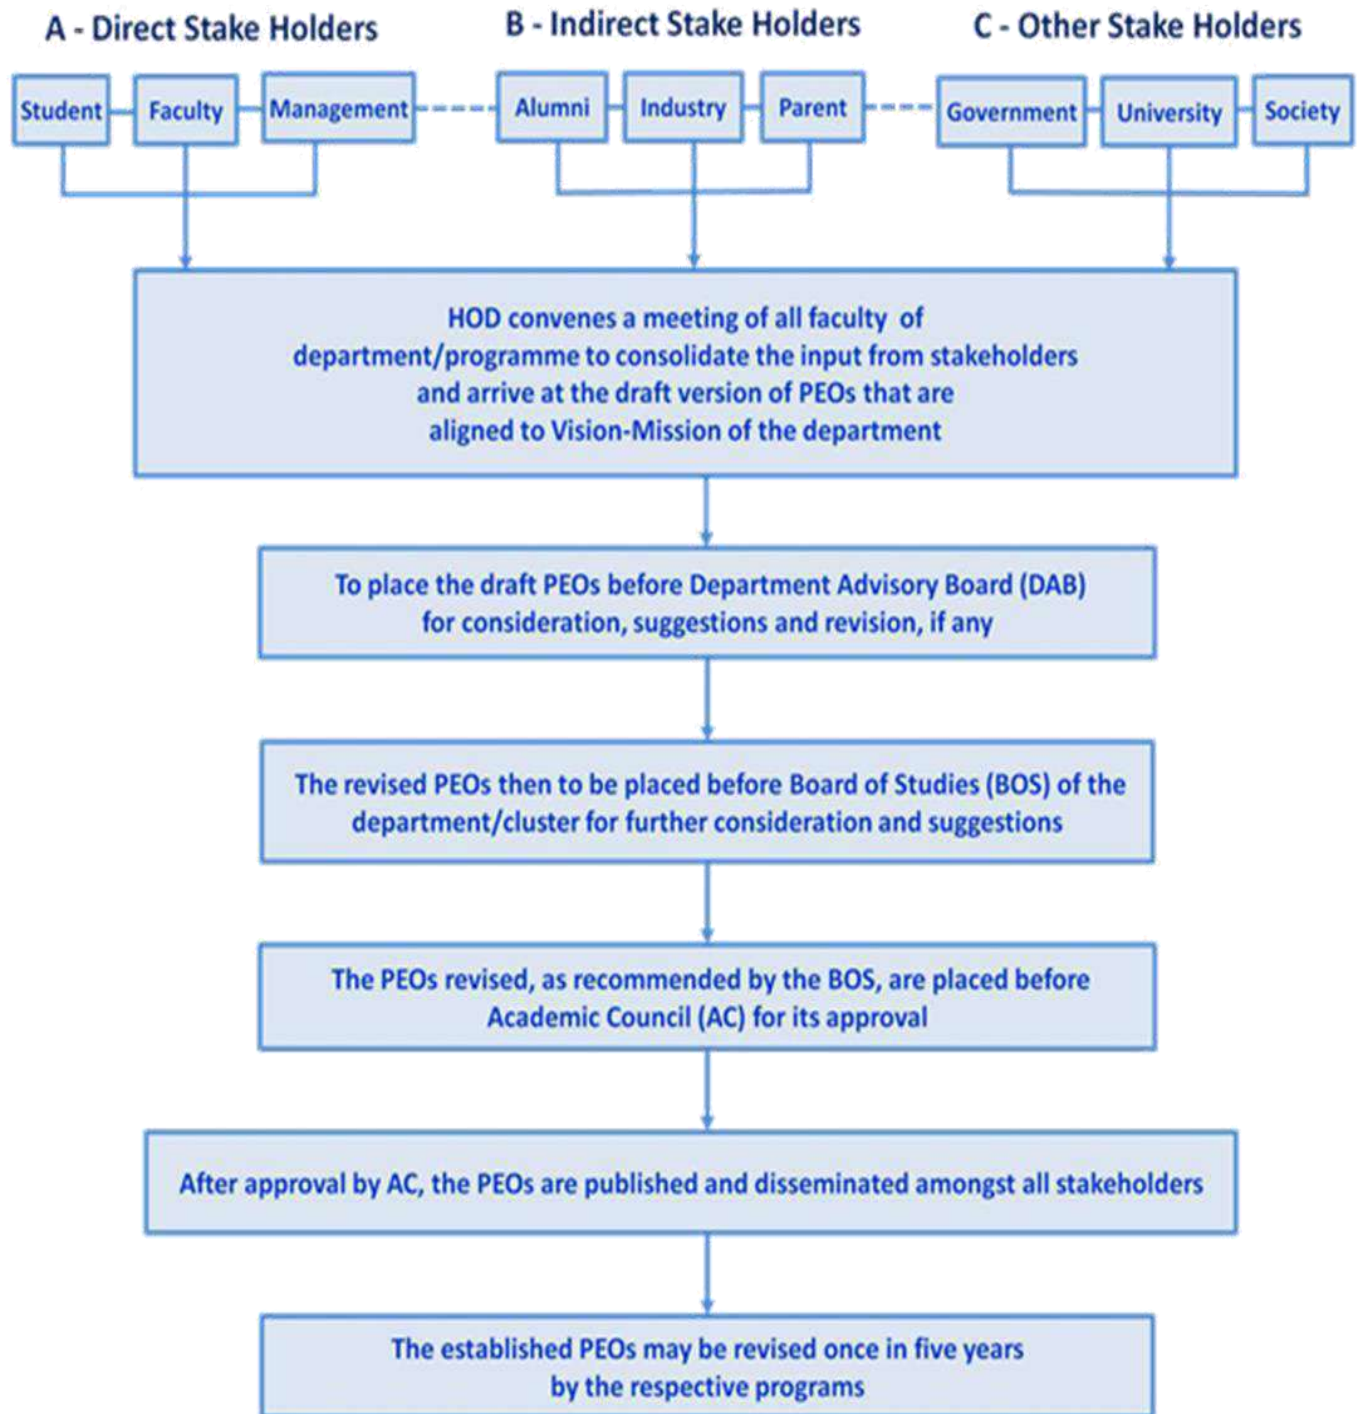 A - Direct Stake Holders
B - Indirect Stake Holders
C - Other Stake Holders
Student
Faculty
Management
Alumni
Industry
Parent
Government
University
Society
HOD convenes a meeting of all faculty of
department/programme to consolidate the input from stakeholders
and arrive at the draft version of PEOs that are
aligned to Vision-Mission of the department
To place the draft PEOs before Department Advisory Board (DAB)
for consideration, suggestions and revision, if any
The revised PEOs then to be placed before Board of Studies (BOS) of the
department/cluster for further consideration and suggestions
The PEOs revised, as recommended by the BOS, are placed before
Academic Council (AC) for its approval
After approval by AC, the PEOs are published and disseminated amongst all stakeholders
The established PEOs may be revised once in five years
by the respective programs